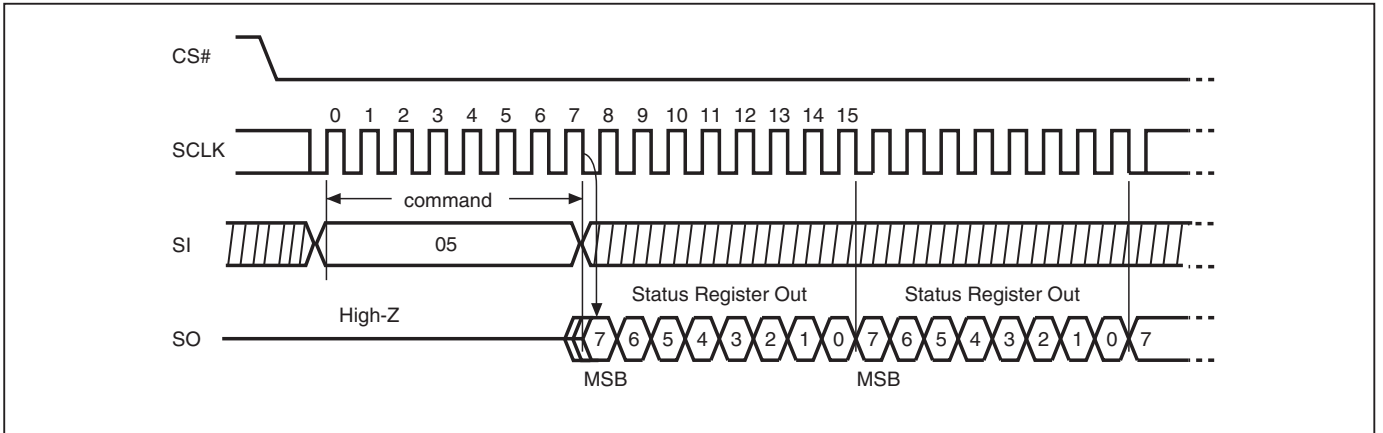 CS#
0 1 2 3 4 5 6 7 8 9 10 11 12 13 14 15
SCLK
command
SI
05
Status Register Out Status Register Out
High-Z
SO
7 6 5 4 3 2 1 0 7 6 5 4 3 2 1 0 7
MSB MSB